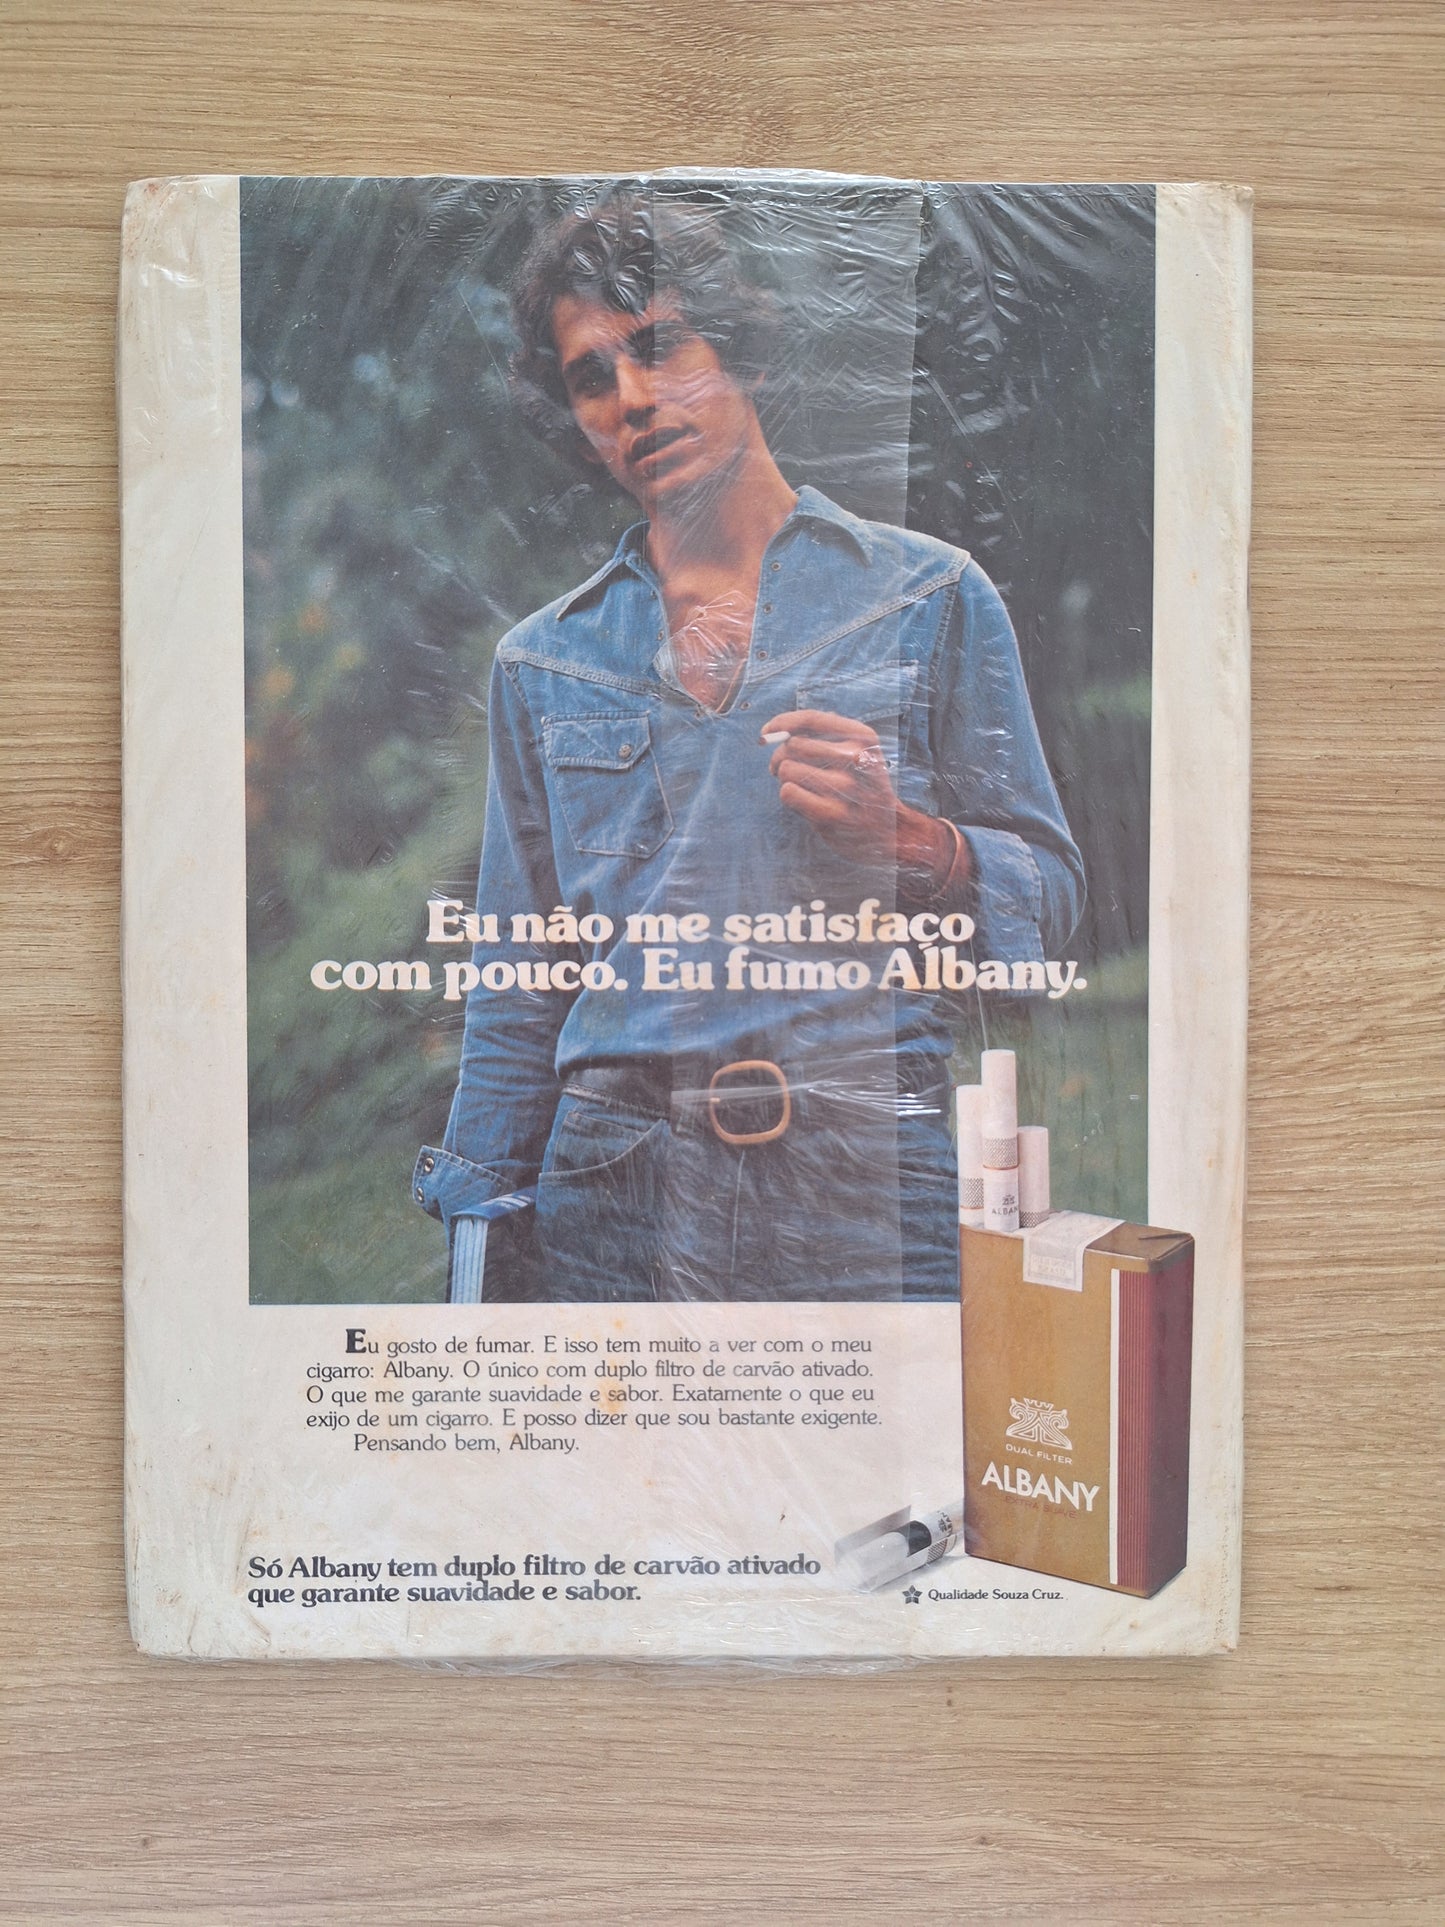 Eu não me satisfaço
com pouco. Eu fumo Albany.
ALBANY
Eu gosto de fumar. E isso tem muito a ver com o meu
cigarro: Albany. O único com duplo filtro de carvão ativado.
O que me garante suavidade e sabor. Exatamente o que eu
exijo de um cigarro. E posso dizer que sou bastante exigente.
Pensando bem, Albany.
DUAL FILTER
ALBANY
EXTRA SUAVE
Só Albany tem duplo filtro de carvão ativado
que garante suavidade e sabor.
Qualidade Souza Cruz.